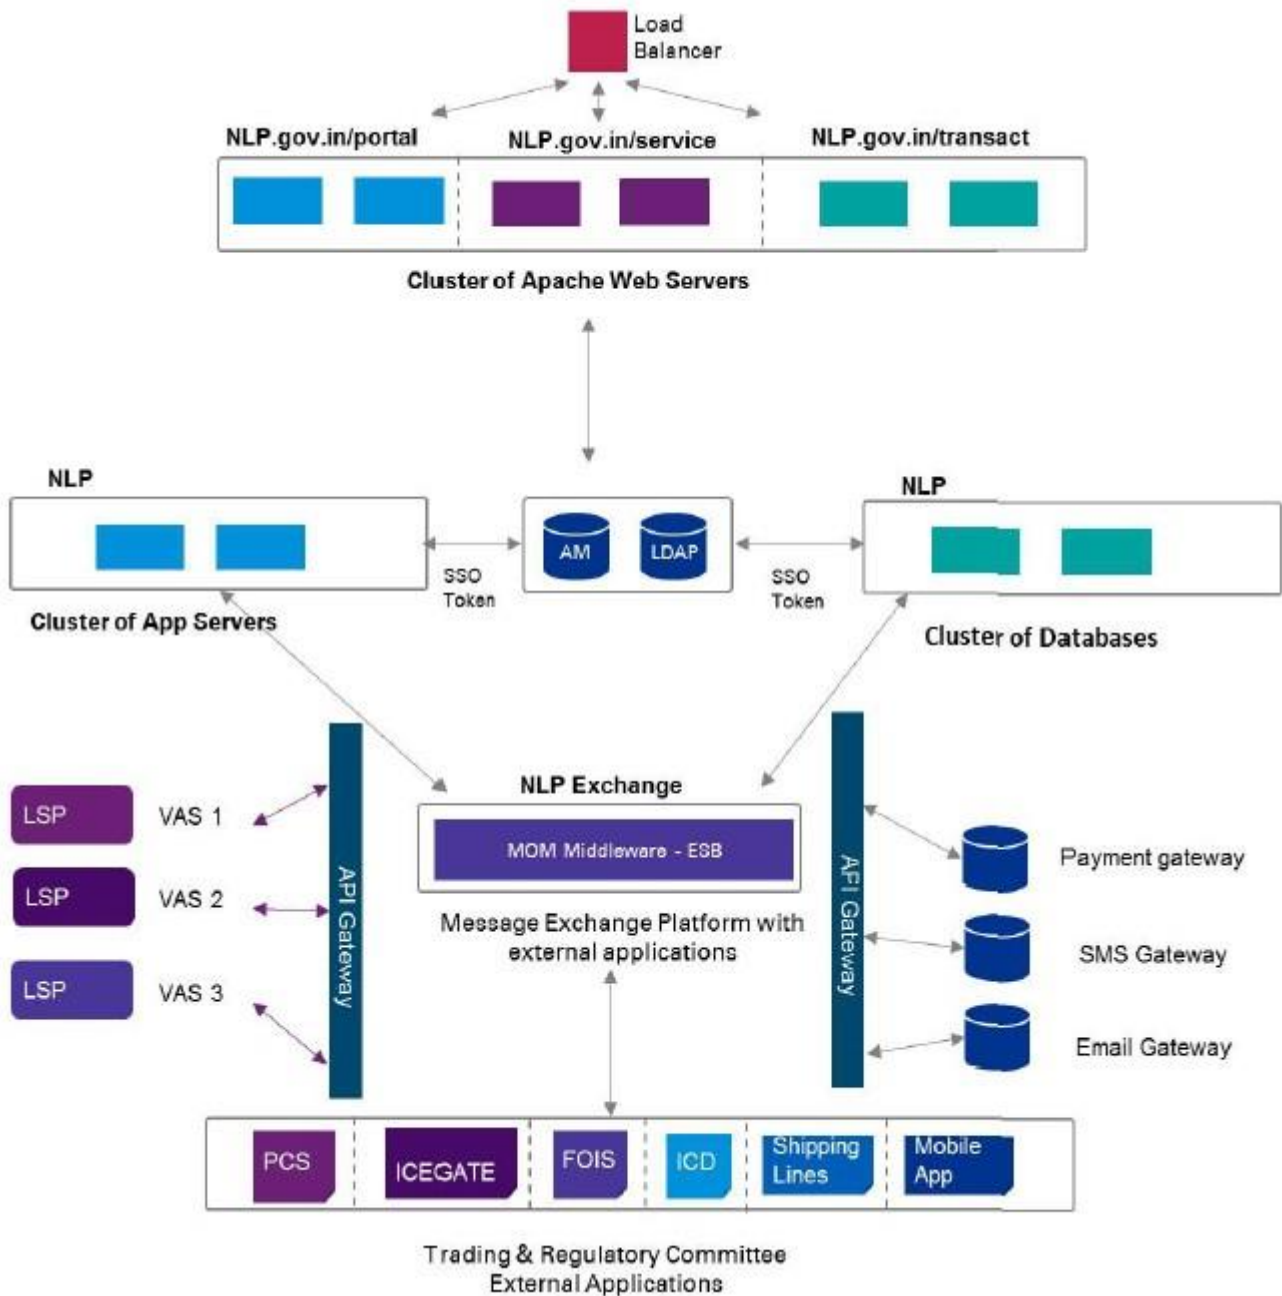 Load
Balancer
NLP.gov.in/portal
NLP.gov.in/service
NLP.gov.in/transact
Cluster of Apache Web Servers
NLP
NLP
AM
LDAP
SSO
Token
SSO
Token
Cluster of App Servers
Cluster of Databases
NLP Exchange
MOM Middleware - ESB
Message Exchange Platform with
external applications
LSP
VAS 1
LSP
VAS 2
LSP
VAS 3
API Gateway
API Gateway
Payment gateway
SMS Gateway
Email Gateway
PCS
ICEGATE
FOIS
ICD
Shipping
Lines
Mobile
App
Trading & Regulatory Committee
External Applications